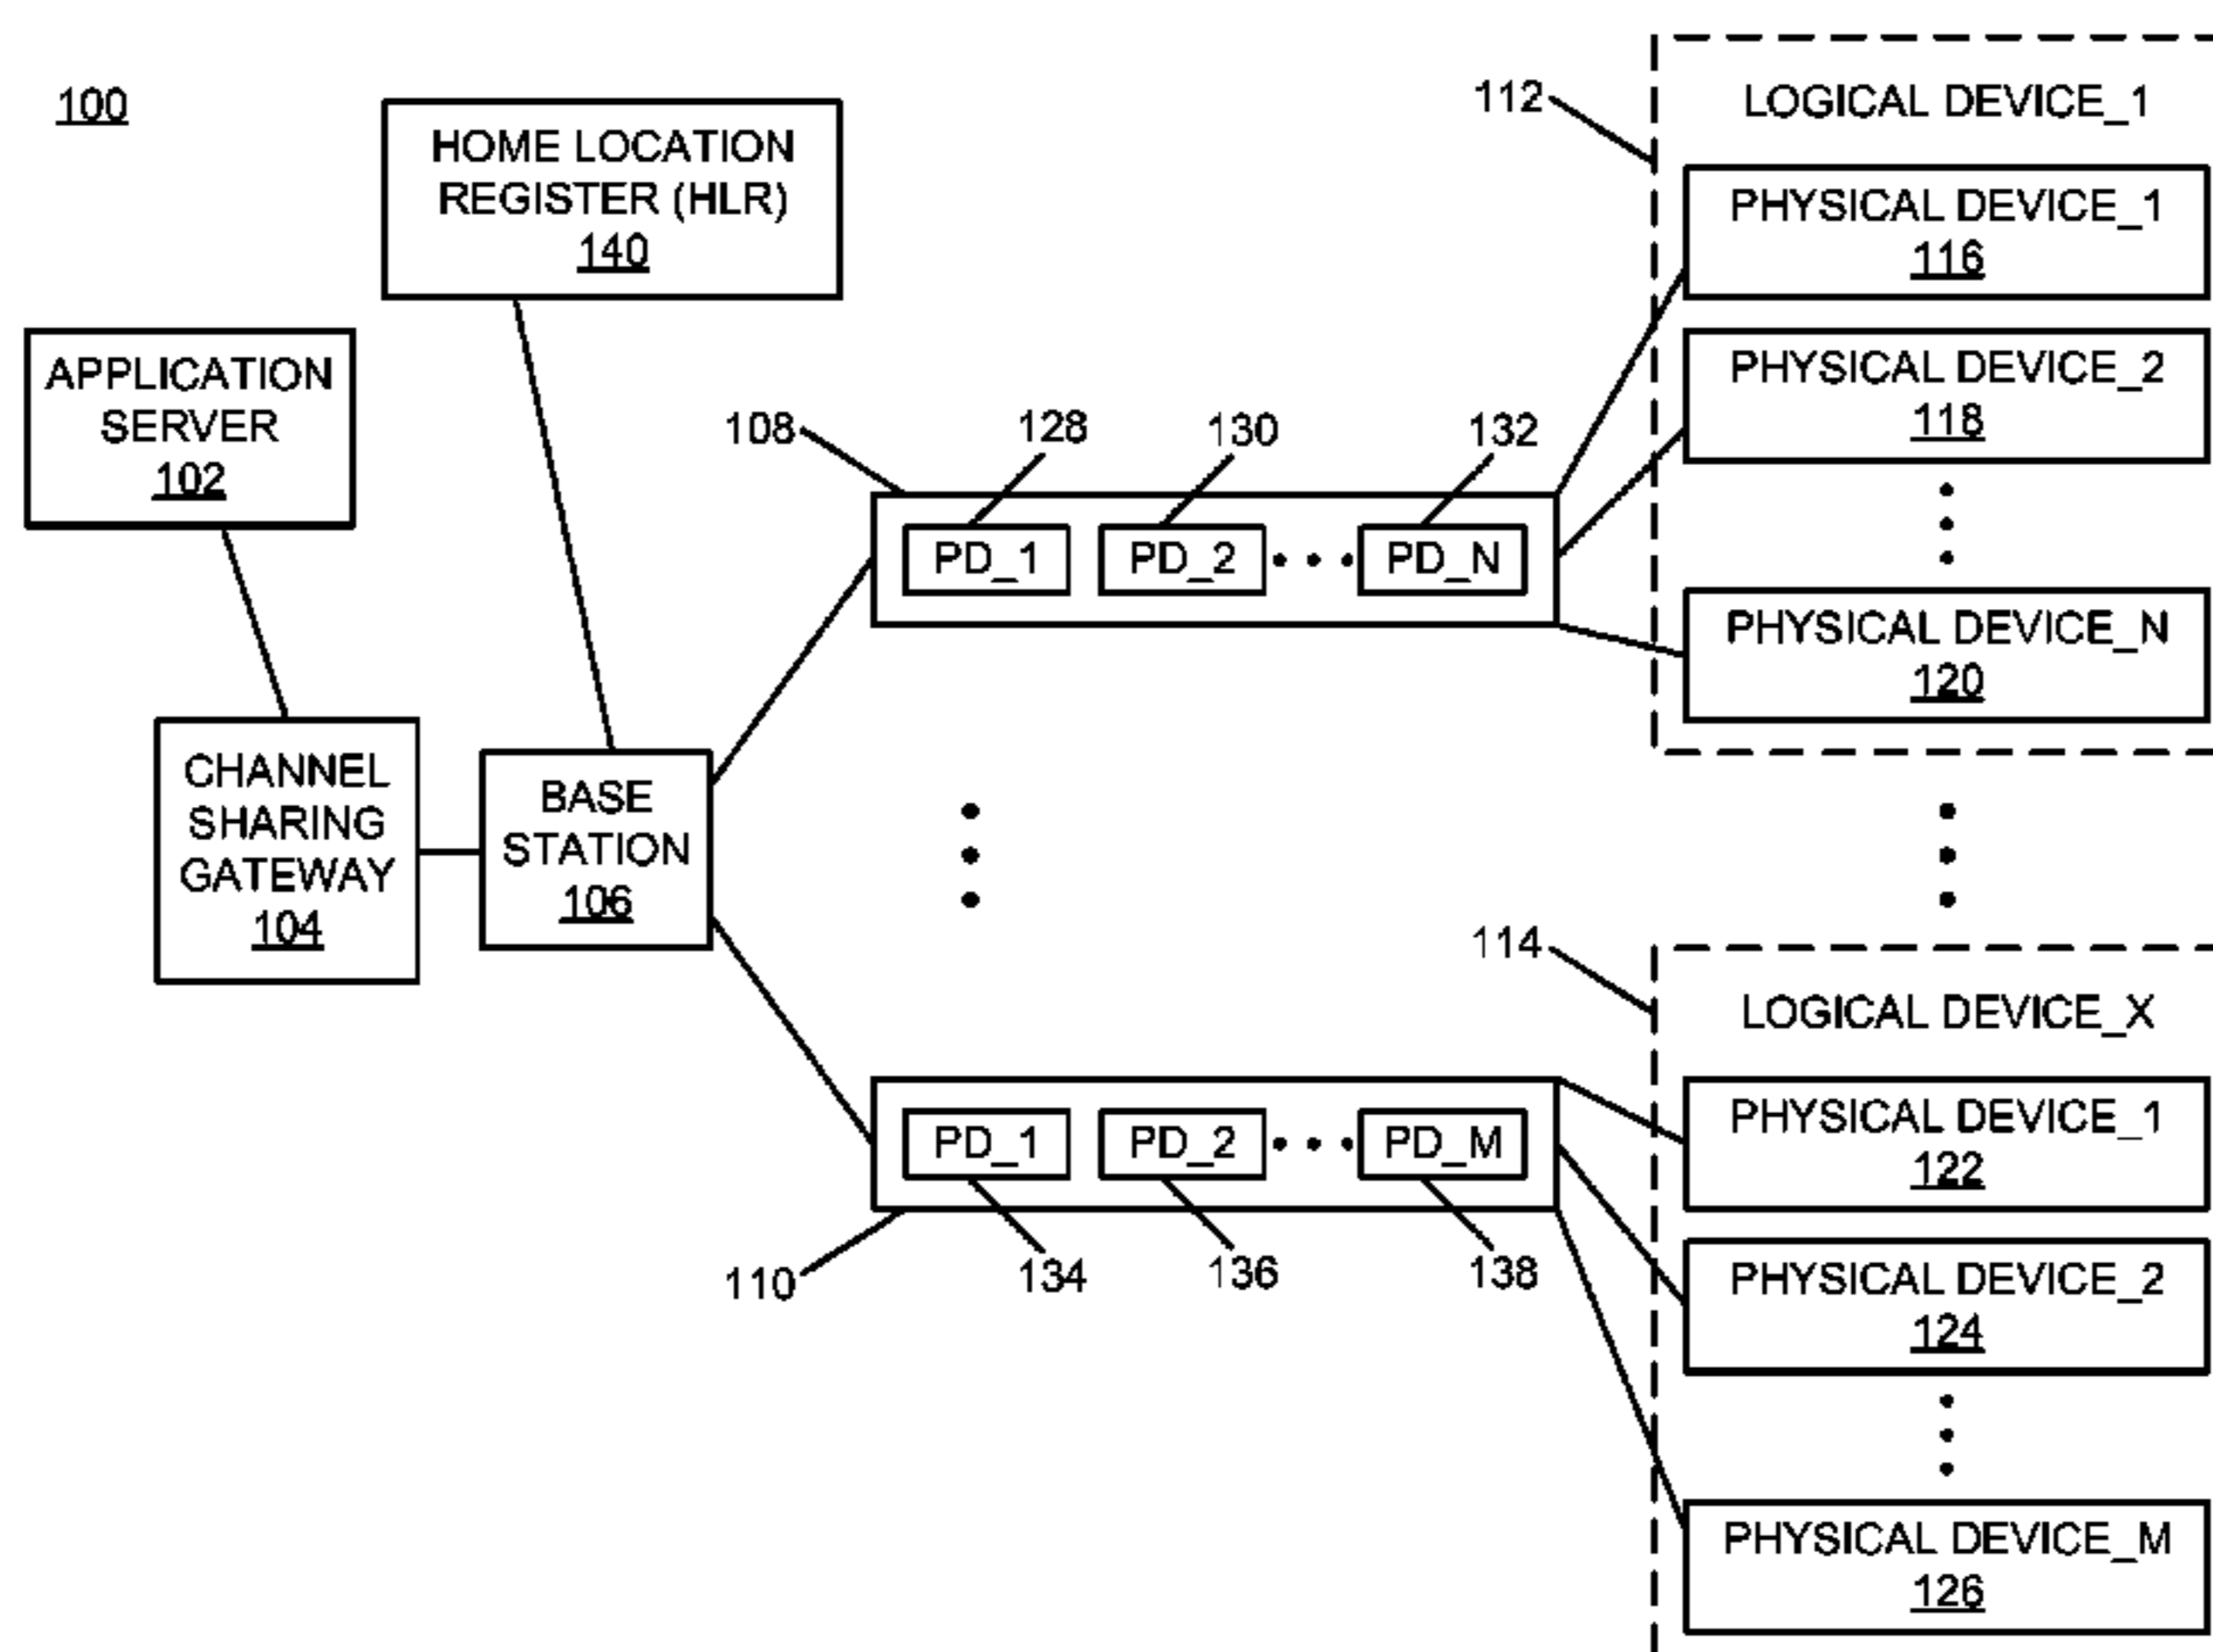 100
HOME LOCATION
REGISTER (HLR)
140
APPLICATION
SERVER
102
CHANNEL
SHARING
GATEWAY
104
BASE
STATION
106
108
128
130
132
PD_1
PD_2
PD_N
112
LOGICAL DEVICE_1
PHYSICAL DEVICE_1
116
PHYSICAL DEVICE_2
118
PHYSICAL DEVICE_N
120
PD_1
PD_2
PD_M
110
134
136
138
114
LOGICAL DEVICE_X
PHYSICAL DEVICE_1
122
PHYSICAL DEVICE_2
124
PHYSICAL DEVICE_M
126